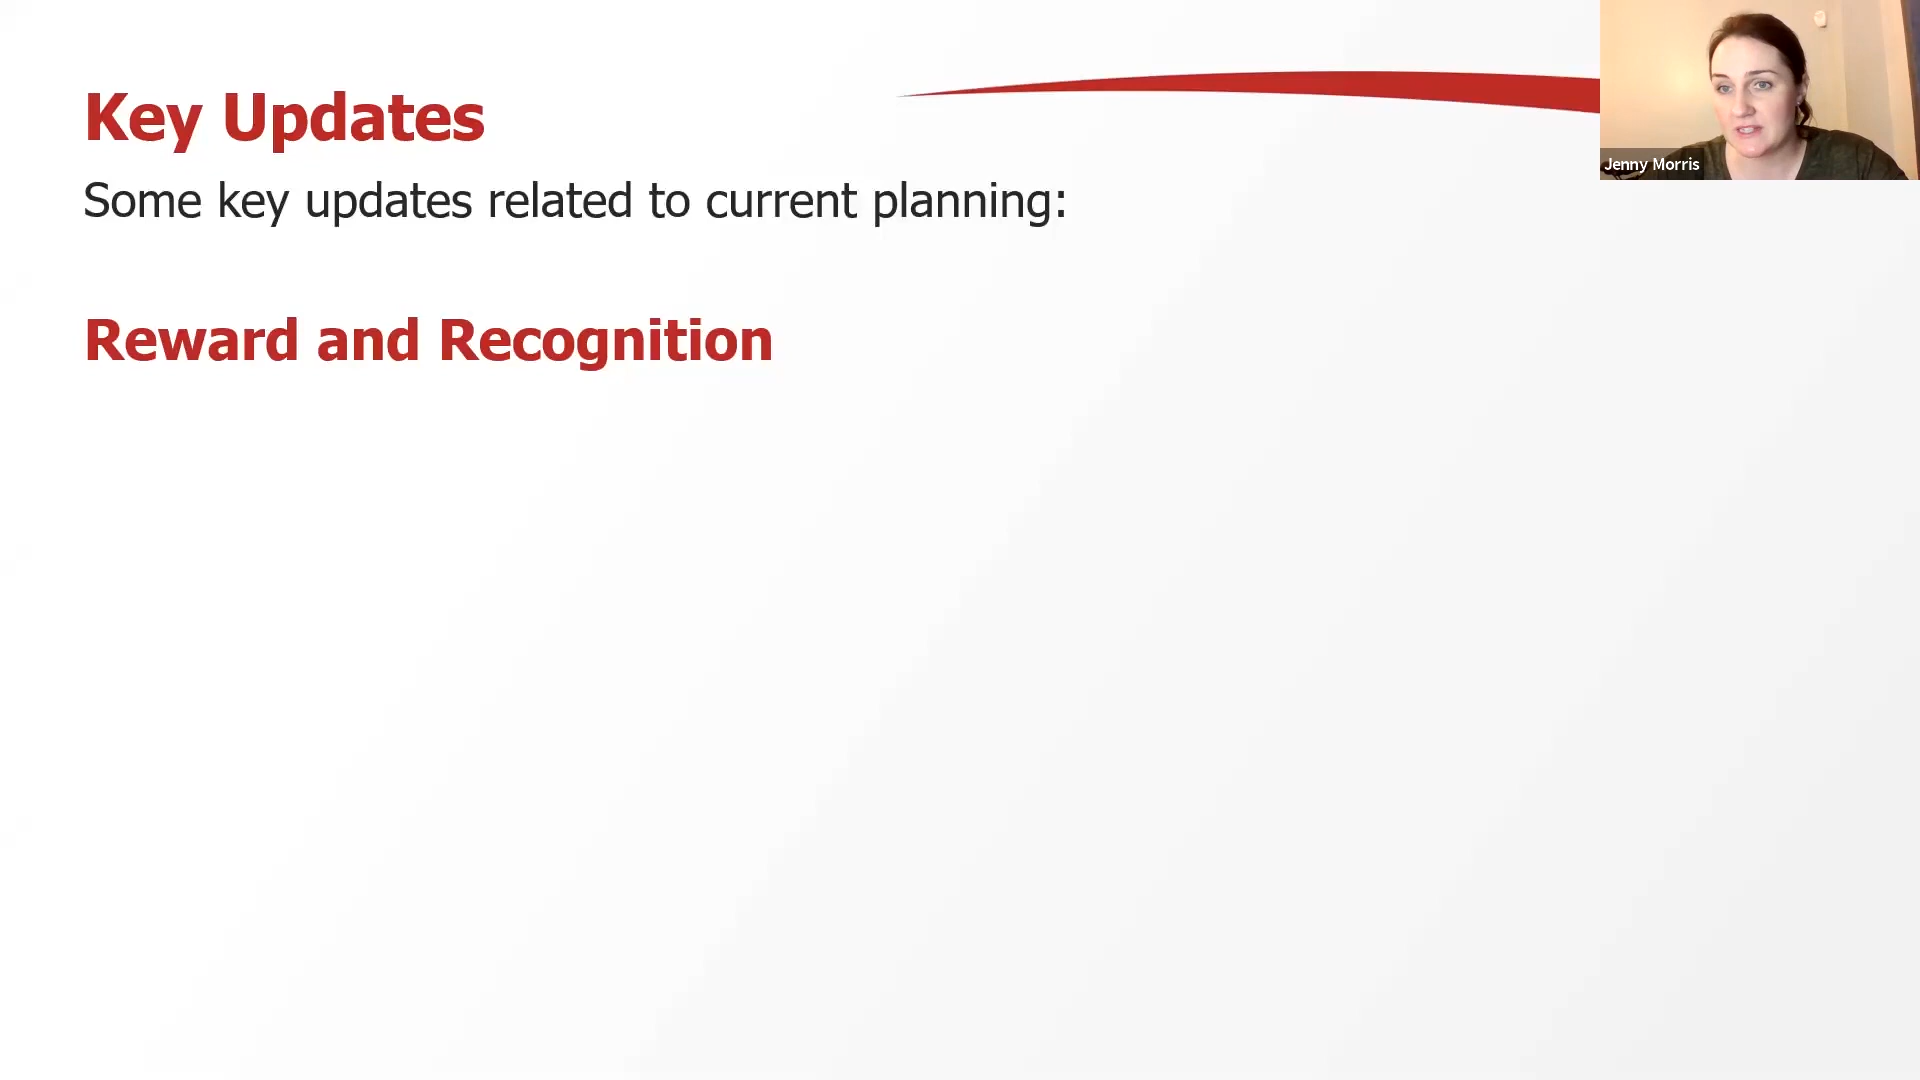 Key Updates
Some key updates related to current planning:
Reward and Recognition
Jenny Morris